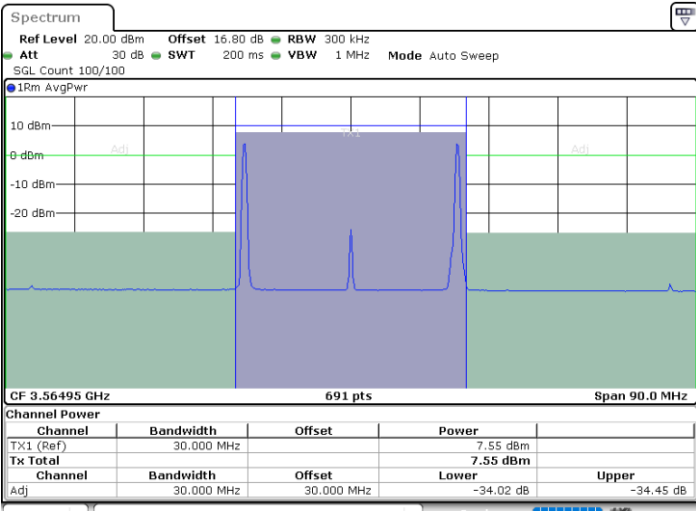 Spectrum
Ref Level 20.00 dBm Offset 16.80 dB RBW 300 kHz
Att 30 dB SWT 200 ms VBW 1 MHz Mode Auto Sweep
SGL Count 100/100
1Rm AvgPwr
10 dBm
TX1
Adj
0 dBm
Adj
-10 dBm
-20 dBm
CF 3.56495 GHz 691 pts Span 90.0 MHz
Channel Power
Channel Bandwidth Offset Power
TX1 (Ref) 30.000 MHz 7.55 dBm
Tx Total 7.55 dBm
Channel Bandwidth Offset Lower Upper
Adj 30.000 MHz 30.000 MHz -34.02 dB -34.45 dB